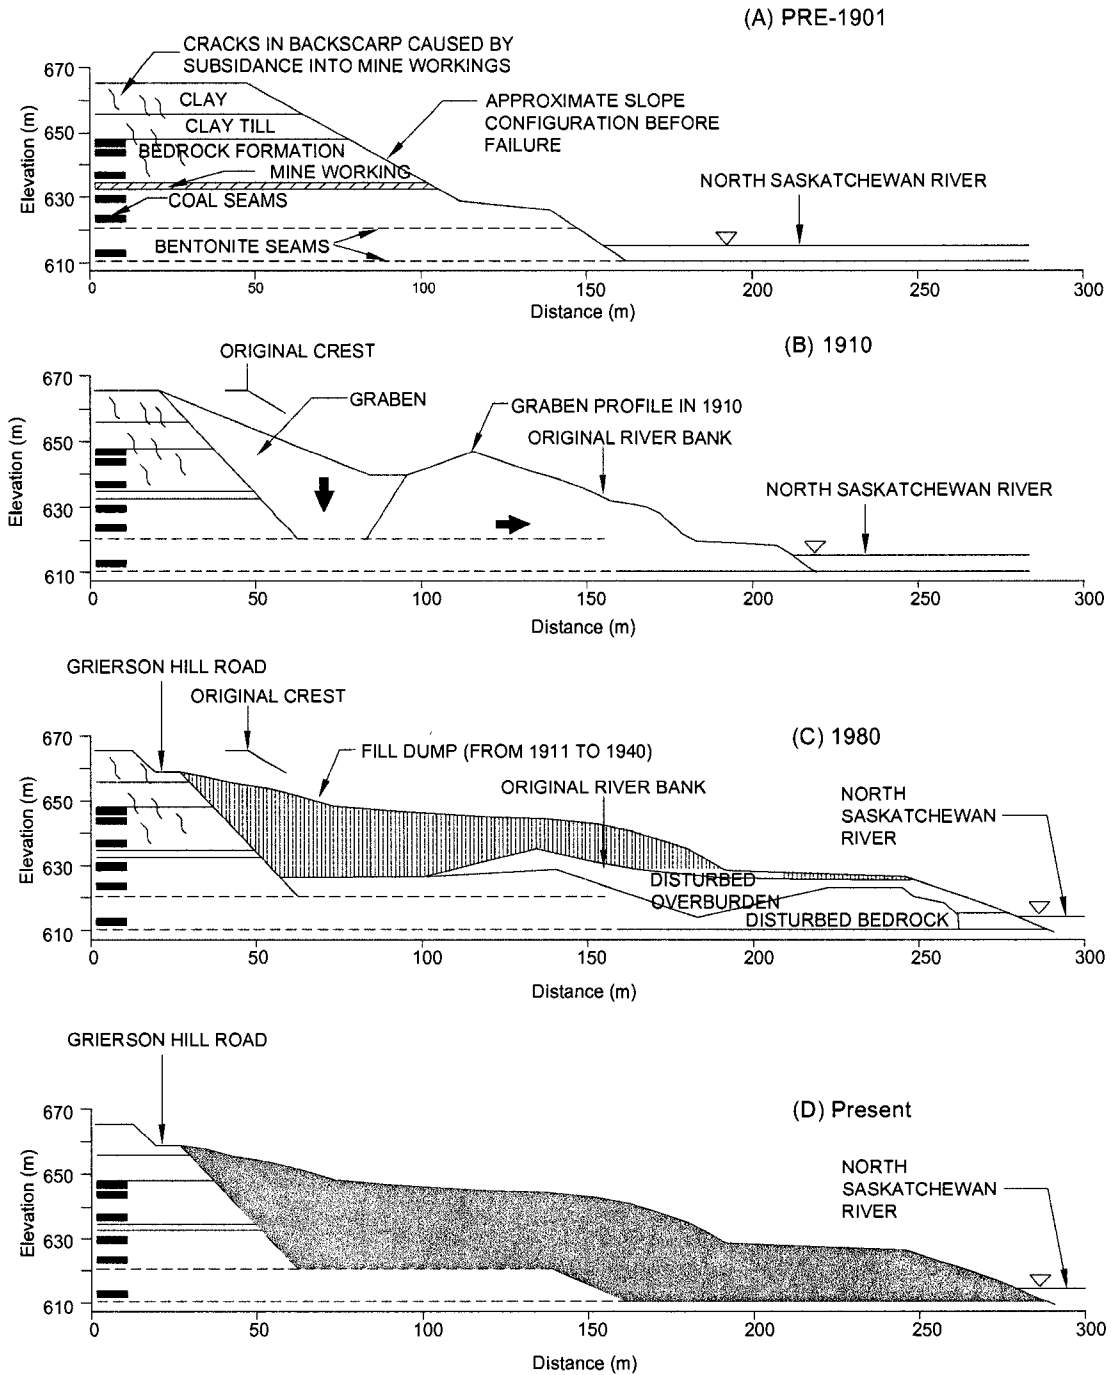 (A) PRE-1901
CRACKS IN BACKSCARP CAUSED BY
SUBSIDANCE INTO MINE WORKINGS
670
650
630
610
Elevation (m)
CLAY
CLAY TILL
BEDROCK FORMATION
MINE WORKING
COAL SEAMS
BENTONITE SEAMS
APPROXIMATE SLOPE
CONFIGURATION BEFORE
FAILURE
NORTH SASKATCHEWAN RIVER
0 50 100 150 200 250 300
Distance (m)
(B) 1910
ORIGINAL CREST
GRABEN
GRABEN PROFILE IN 1910
ORIGINAL RIVER BANK
NORTH SASKATCHEWAN RIVER
670
650
630
610
Elevation (m)
0 50 100 150 200 250 300
Distance (m)
GRIERSON HILL ROAD
ORIGINAL CREST
(C) 1980
FILL DUMP (FROM 1911 TO 1940)
ORIGINAL RIVER BANK
NORTH
SASKATCHEWAN
RIVER
DISTURBED
OVERBURDEN
DISTURBED BEDROCK
670
650
630
610
Elevation (m)
0 50 100 150 200 250 300
Distance (m)
GRIERSON HILL ROAD
(D) Present
NORTH
SASKATCHEWAN
RIVER
670
650
630
610
Elevation (m)
0 50 100 150 200 250 300
Distance (m)